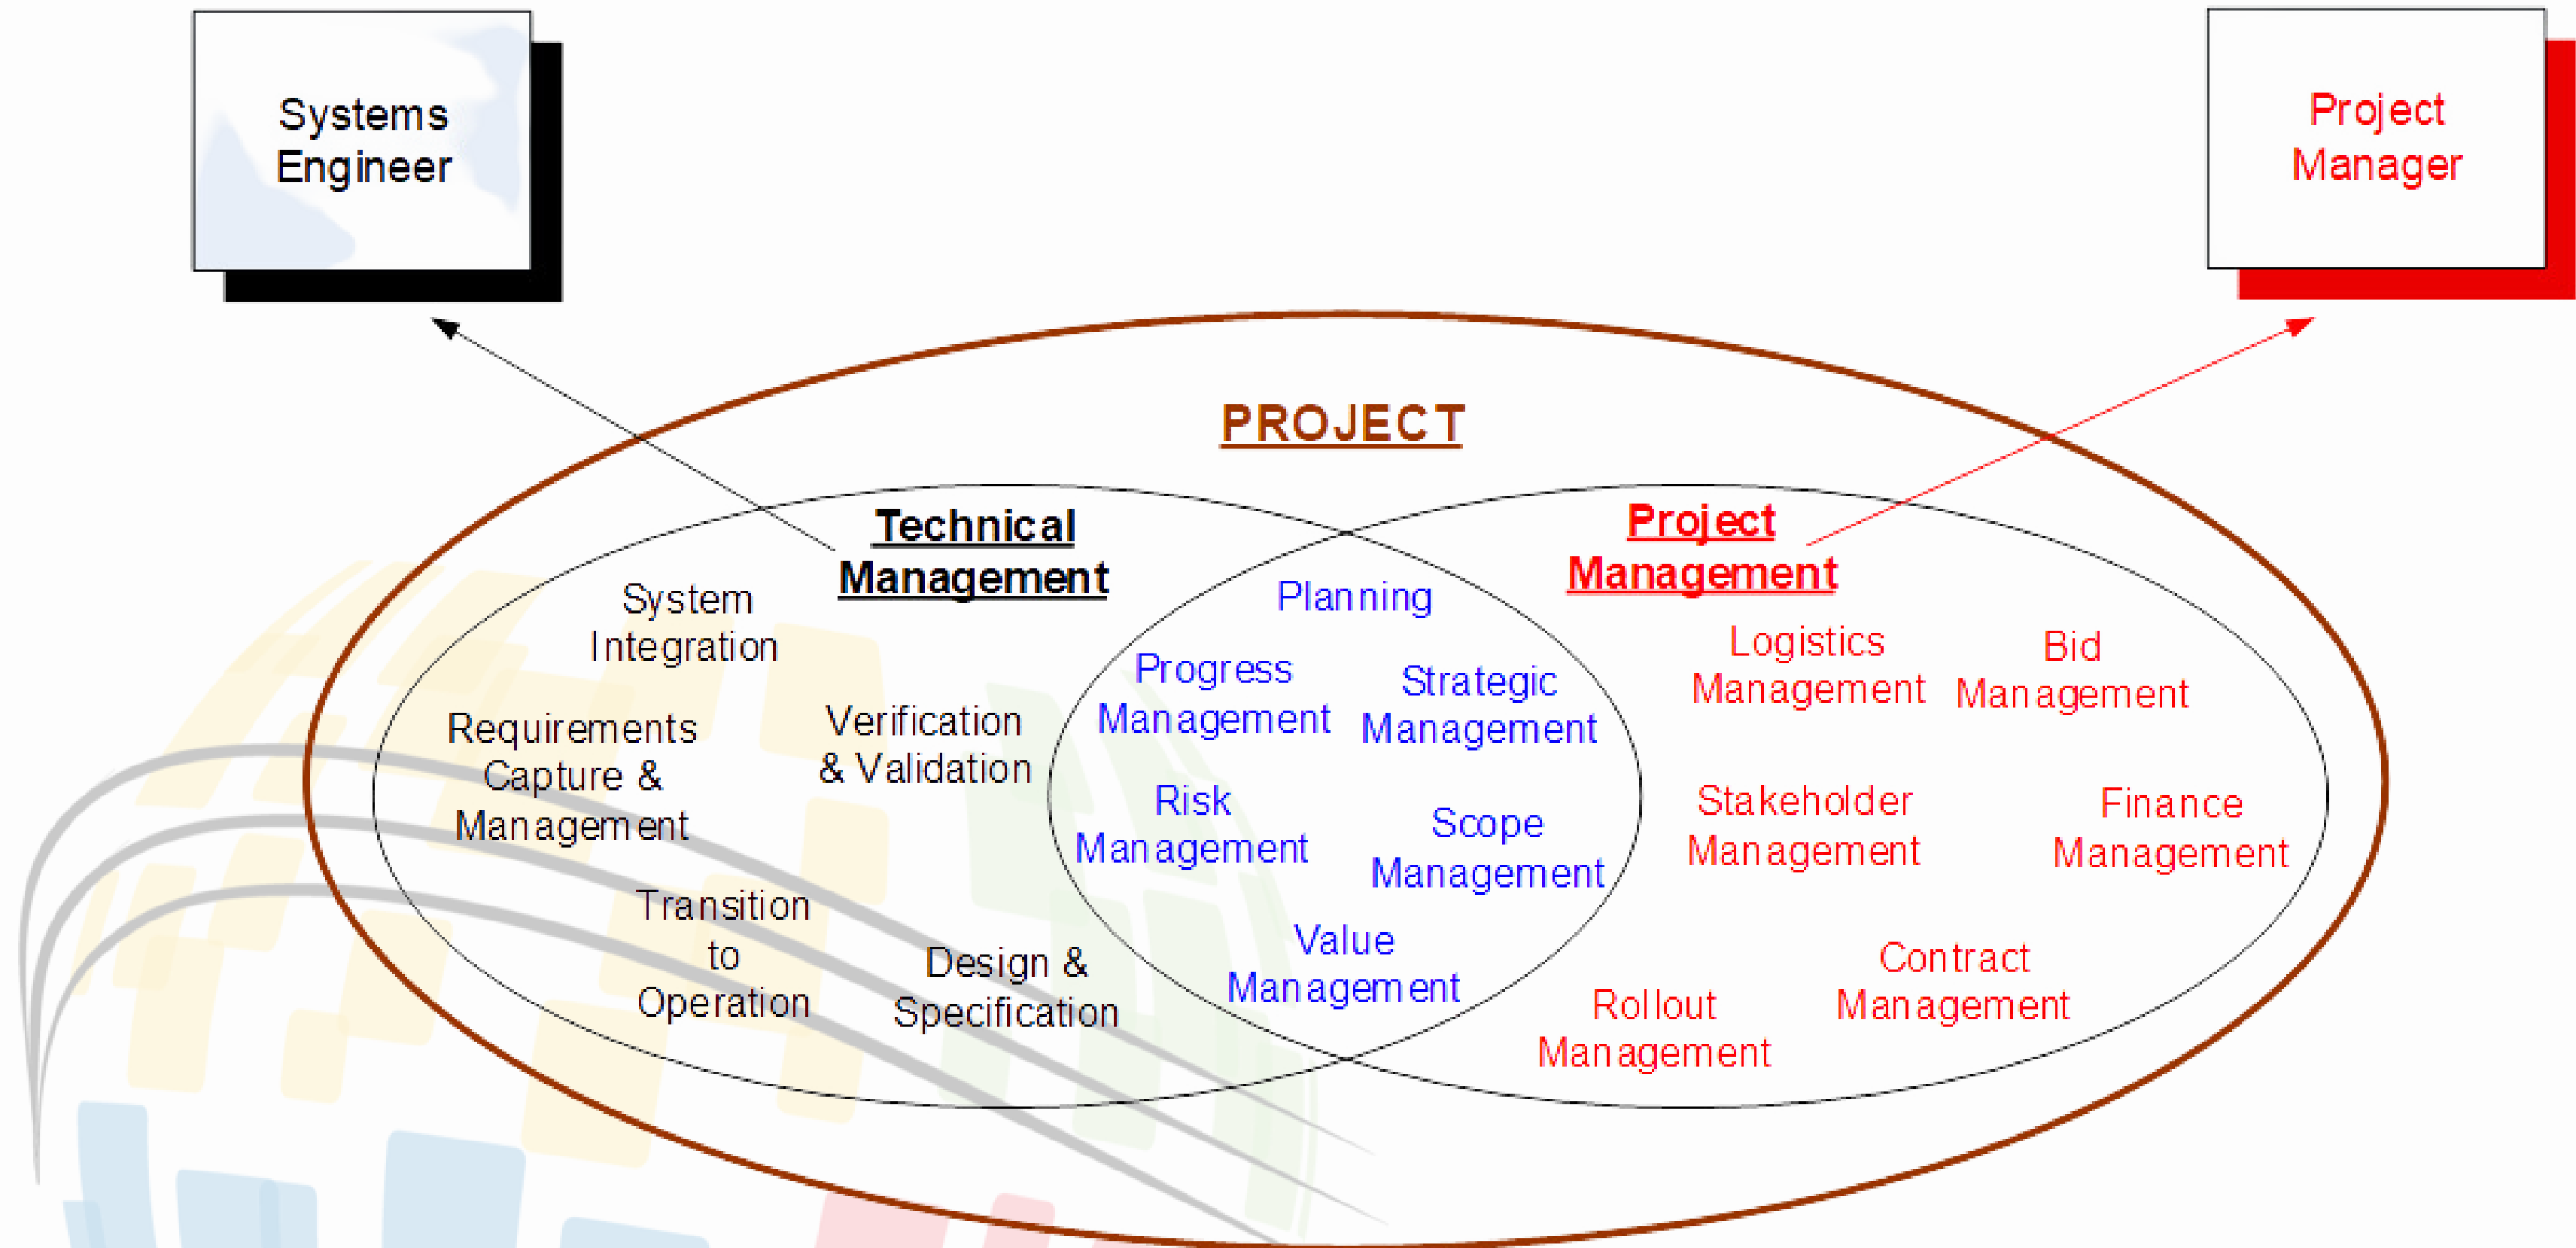 Systems
Engineer
Project
Manager
PROJECT
Technical
Management
System
Integration
Requirements
Capture &
Management
Verification
& Validation
Transition
to
Operation
Design &
Specification
Planning
Progress
Management
Strategic
Management
Risk
Management
Scope
Management
Value
Management
Project
Management
Logistics
Management
Bid
Management
Stakeholder
Management
Finance
Management
Contract
Management
Rollout
Management